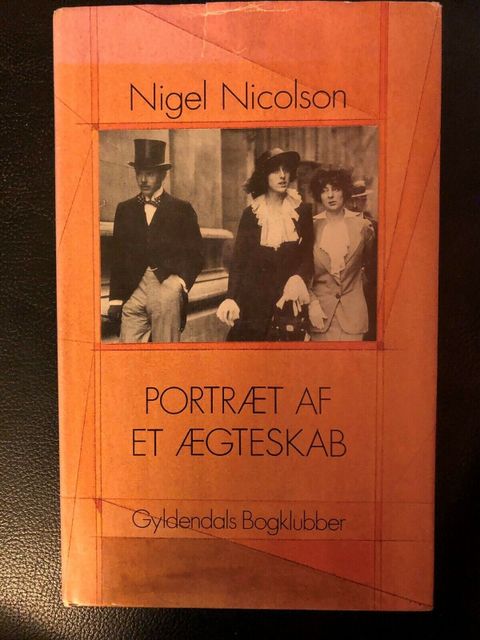 Nigel Nicolson
PORTRÆT AF
ET ÆGTESKAB
Gyldendals Bogklubber